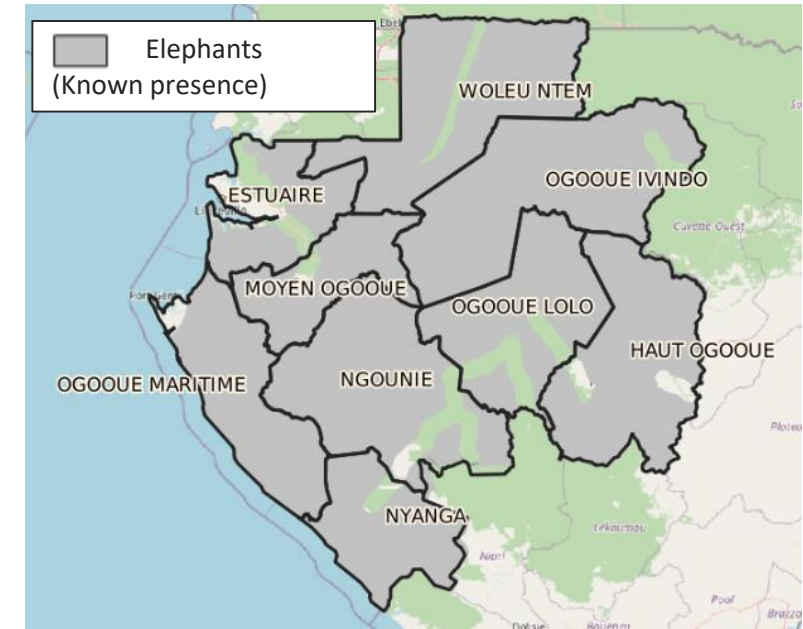 Elephants
(Known presence)
WOLEU NTEM
OGOOUE IVINDO
ESTUAIRE
Cuvette Ouest
MOYEN OGOOUE
OGOOUE LOLO
HAUT OGOOUE
NGOUNIE
OGOOUE MARITIME
NYANGA
Lékoumou
Niari
Pool